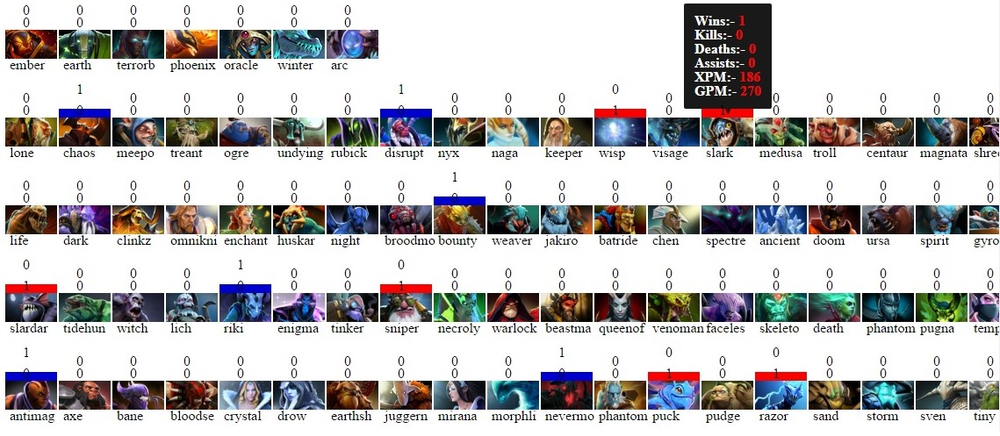 0 0 0 0 0 0 0
0 0 0 0 0 0 0
ember earth terrorb phoenix oracle winter arc
Wins:- 1
Kills:- 0
Deaths:- 0
Assists:- 0
XPM:- 186
GPM:- 270
0 1 0 0 0 0 0 1 0 0 0 0 0 0 0 0 0
0 0 0 0 0 0 0 0 0 0 0 1 0 1 0 0 0 0
lone chaos meepo treant ogre undying rubick disrupt nyx naga keeper wisp visage slark medusa troll centaur magnata shre
0 0 0 0 0 0 0 0 1 0 0 0 0 0 0 0 0 0
0 0 0 0 0 0 0 0 0 0 0 0 0 0 0 0 0 0
life dark clinkz omnikni enchant huskar night broodmo bounty weaver jakiro batride chen spectre ancient doom ursa spirit gyro
0 0 0 0 1 0 0 0 0 0 0 0 0 0 0 0 0 0
1 0 0 0 0 0 0 1 0 0 0 0 0 0 0 0 0 0
slardar tidehun witch lich riki enigma tinker sniper necroly warlock beastma queenof venoman faceles skeleto death phantom pugna temp
1 0 0 0 0 0 0 0 0 0 1 0 0 0 0 0 0 0
0 0 0 0 0 0 0 0 0 0 0 0 1 0 1 0 0 0
antimag axe bane bloodse crystal drow earthsh juggern mirana morphli nevermo phantom puck pudge razor sand storm sven tiny